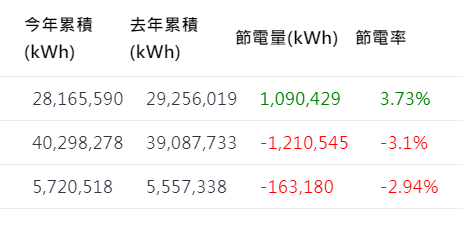 今年累積 去年累積 節電量(kWh) 節電率
(kWh) (kWh)
28,165,590 29,256,019 1,090,429 3.73%
40,298,278 39,087,733 -1,210,545 -3.1%
5,720,518 5,557,338 -163,180 -2.94%